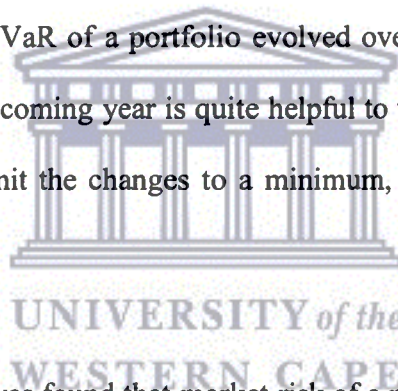 VaR of a portfolio evolved ove
coming year is quite helpful to
nit the changes to a minimum,
UNIVERSITY of the
WESTERN CAPE
was found that market risk of a